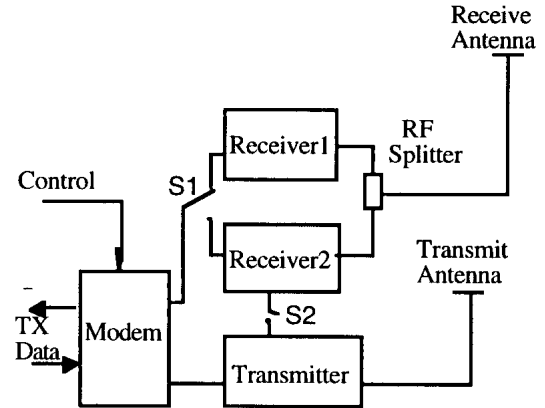 Receive
Antenna
RF
Splitter
Receiver1
Control
S1
Receiver2
Transmit
Antenna
S2
TX
Data
Modem
Transmitter